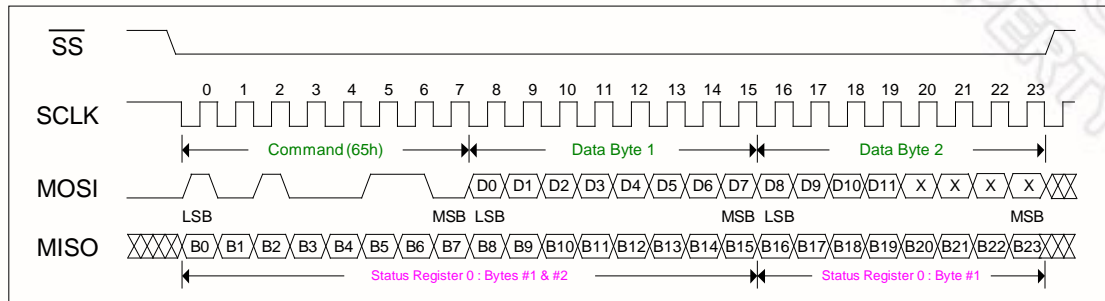 SS
SCLK
0 1 2 3 4 5 6 7 8 9 10 11 12 13 14 15 16 17 18 19 20 21 22 23
Command (65h) Data Byte 1 Data Byte 2
MOSI
D0 D1 D2 D3 D4 D5 D6 D7 D8 D9 D10 D11 X X X X
LSB MSB LSB MSB LSB MSB
MISO
B0 B1 B2 B3 B4 B5 B6 B7 B8 B9 B10 B11 B12 B13 B14 B15 B16 B17 B18 B19 B20 B21 B22 B23
Status Register 0 : Bytes #1 & #2 Status Register 0 : Byte #1